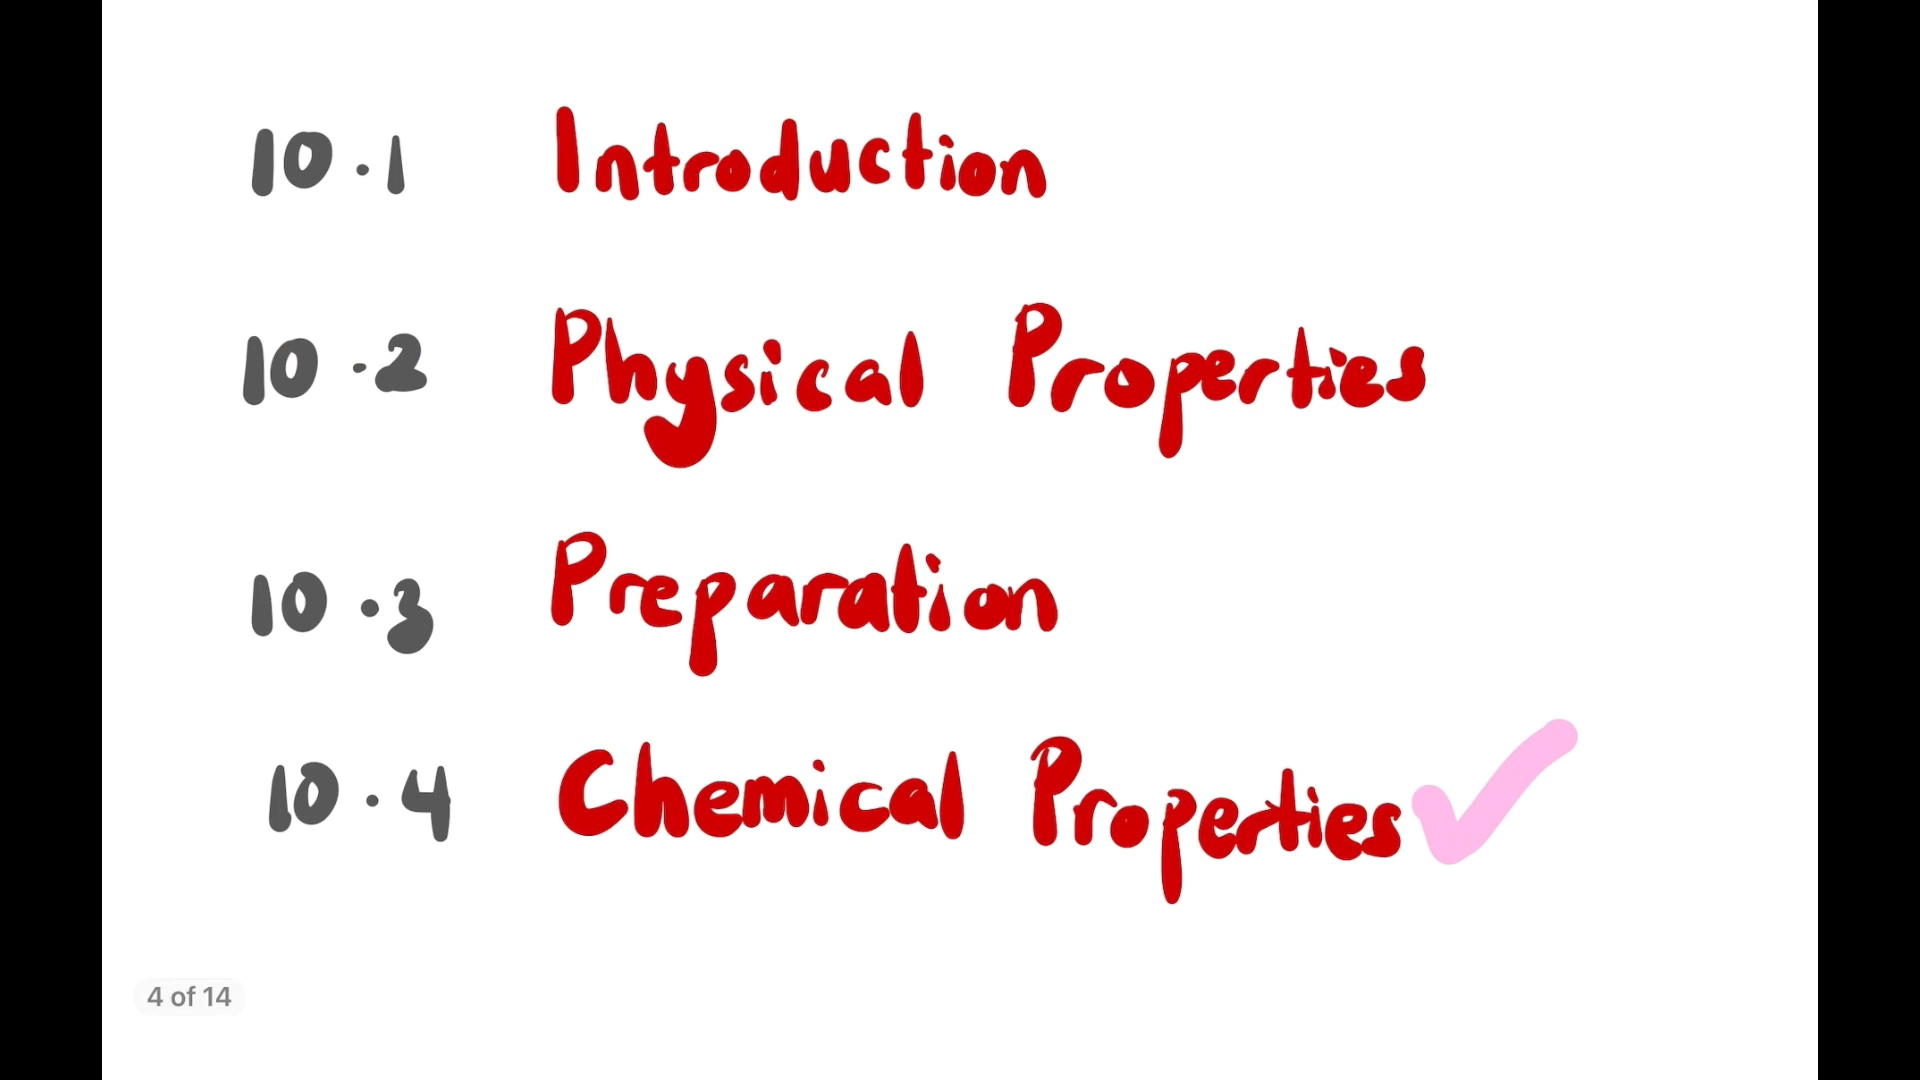 10.1 Introduction
10.2 Physical Properties
10.3 Preparation
10.4 Chemical Properties
4 of 14